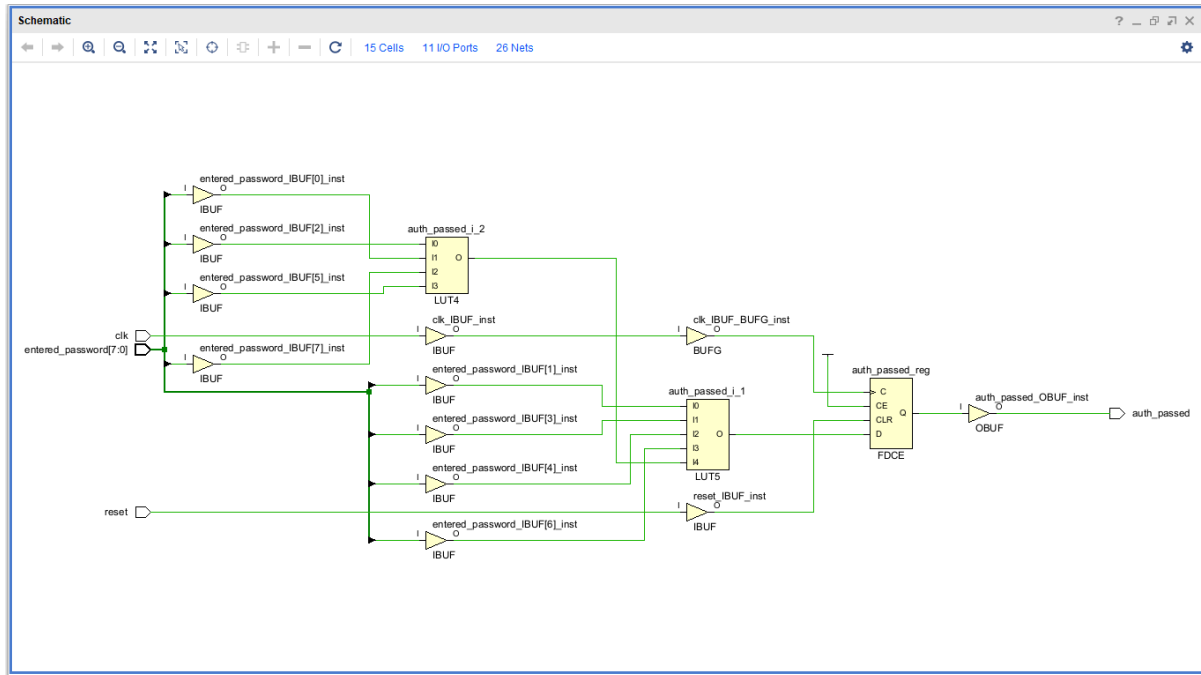 Schematic
15 Cells 11 I/O Ports 26 Nets
entered_password_IBUF[0]_inst
I O
IBUF
entered_password_IBUF[2]_inst
I O
IBUF
entered_password_IBUF[5]_inst
I O
IBUF
auth_passed_i_2
I0
I1 O
I2
I3
LUT4
clk
entered_password[7:0]
entered_password_IBUF[7]_inst
I O
IBUF
clk_IBUF_inst
I O
IBUF
clk_IBUF_BUFG_inst
I O
BUFG
entered_password_IBUF[1]_inst
I O
IBUF
entered_password_IBUF[3]_inst
I O
IBUF
entered_password_IBUF[4]_inst
I O
IBUF
entered_password_IBUF[6]_inst
I O
IBUF
auth_passed_i_1
I0
I1
I2 O
I3
I4
LUT5
reset
reset_IBUF_inst
I O
IBUF
auth_passed_reg
C
CE
CLR Q
D
FDCE
auth_passed_OBUF_inst
I O
OBUF
auth_passed